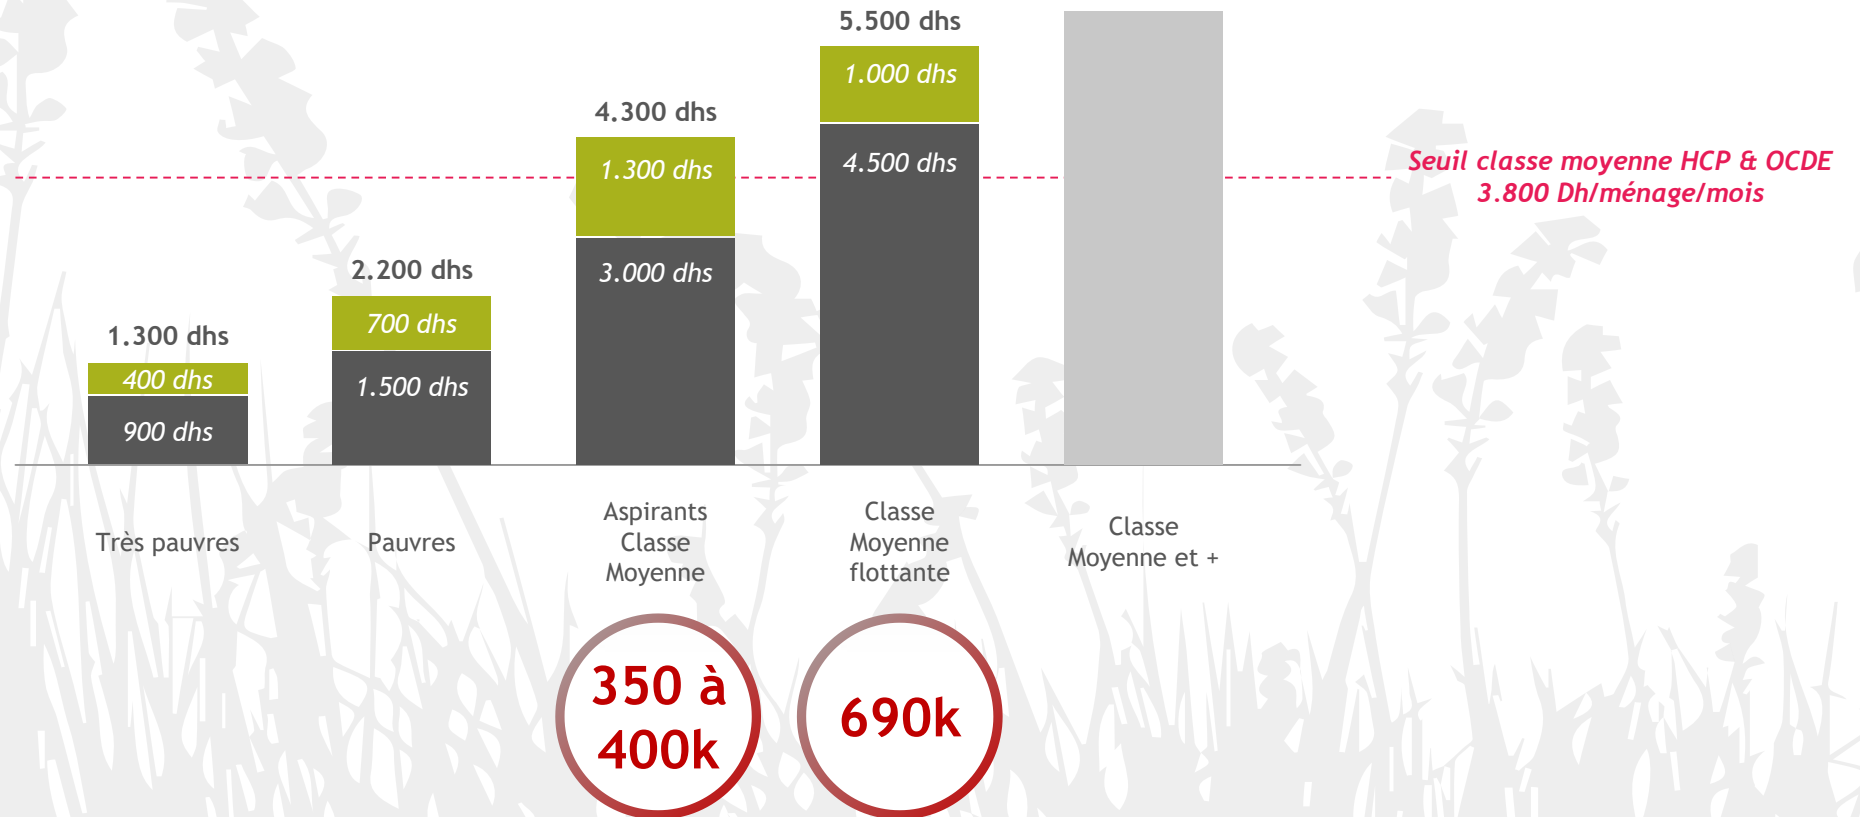 5.500 dhs
1.000 dhs
4.500 dhs
4.300 dhs
1.300 dhs
3.000 dhs
Seuil classe moyenne HCP & OCDE
3.800 Dh/ménage/mois
2.200 dhs
700 dhs
1.500 dhs
1.300 dhs
400 dhs
900 dhs
Très pauvres
Pauvres
Aspirants
Classe
Moyenne
Classe
Moyenne
flottante
Classe
Moyenne et +
350 à
400k
690k